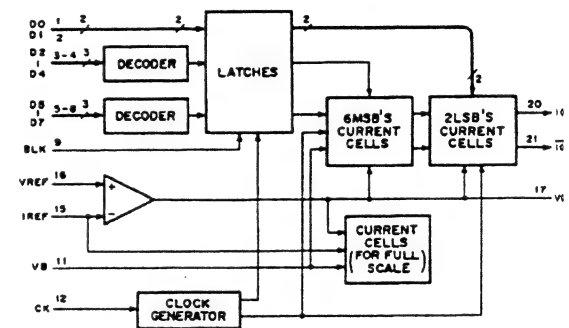 D0 1 2 2 2
D1 2
D2 3-4 3 DECODER LATCHES
D4
2
D5 5-8 3 DECODER 6MSB'S CURRENT CELLS 2LSB'S CURRENT CELLS 20 IO
D7
21 IO
BLK 9
VREF 16 +
17
IREF 15 -
CURRENT
CELLS
(FOR FULL
SCALE)
VB 11
CK 12 CLOCK
GENERATOR